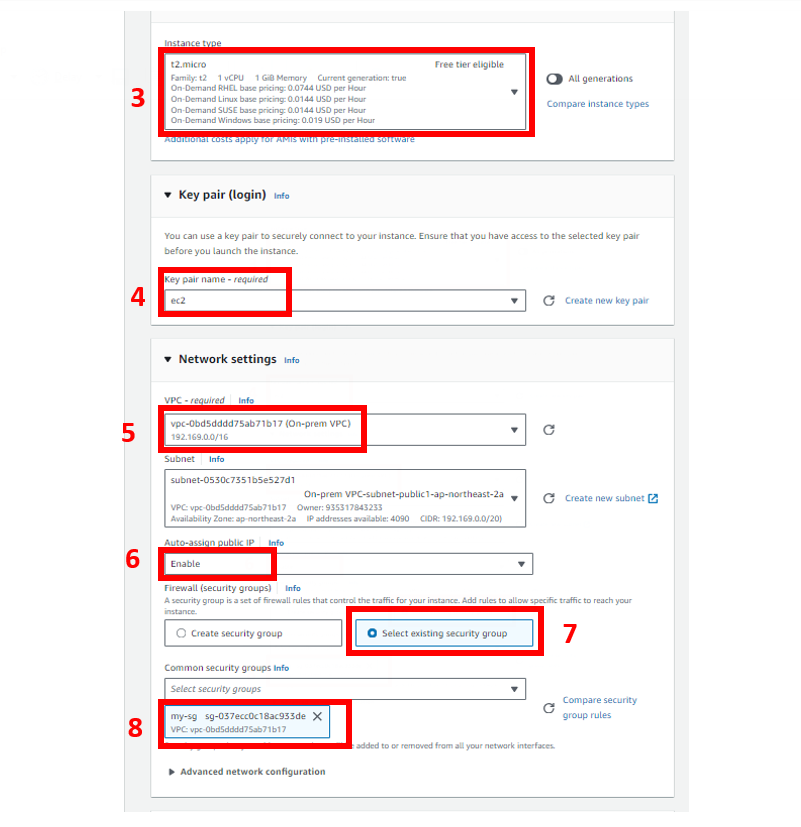 Instance type
3
t2.micro Free tier eligible
Family: t2 1 vCPU 1 GiB Memory Current generation: true
On-Demand RHEL base pricing: 0.0744 USD per Hour
On-Demand Linux base pricing: 0.0144 USD per Hour
On-Demand SUSE base pricing: 0.0144 USD per Hour
On-Demand Windows base pricing: 0.019 USD per Hour
All generations
Compare instance types
Additional costs apply for AMIs with pre-installed software
Key pair (login) Info
You can use a key pair to securely connect to your instance. Ensure that you have access to the selected key pair
before you launch the instance.
4
Key pair name - required
ec2
Create new key pair
Network settings Info
VPC - required Info
5
vpc-0bd5dddd75ab71b17 (On-prem VPC)
192.169.0.0/16
Subnet Info
subnet-0530c7351b5e527d1
On-prem VPC-subnet-public1-ap-northeast-2a
VPC: vpc-0bd5dddd75ab71b17 Owner: 935317843233
Availability Zone: ap-northeast-2a IP addresses available: 4090 CIDR: 192.169.0.0/20)
Create new subnet
6
Auto-assign public IP Info
Enable
Firewall (security groups) Info
A security group is a set of firewall rules that control the traffic for your instance. Add rules to allow specific traffic to reach your
instance.
Create security group
Select existing security group
7
Common security groups Info
Select security groups
Compare security
group rules
8
my-sg sg-037ecc0c18ac933de
VPC: vpc-0bd5dddd75ab71b17
added to or removed from all your network interfaces.
Advanced network configuration